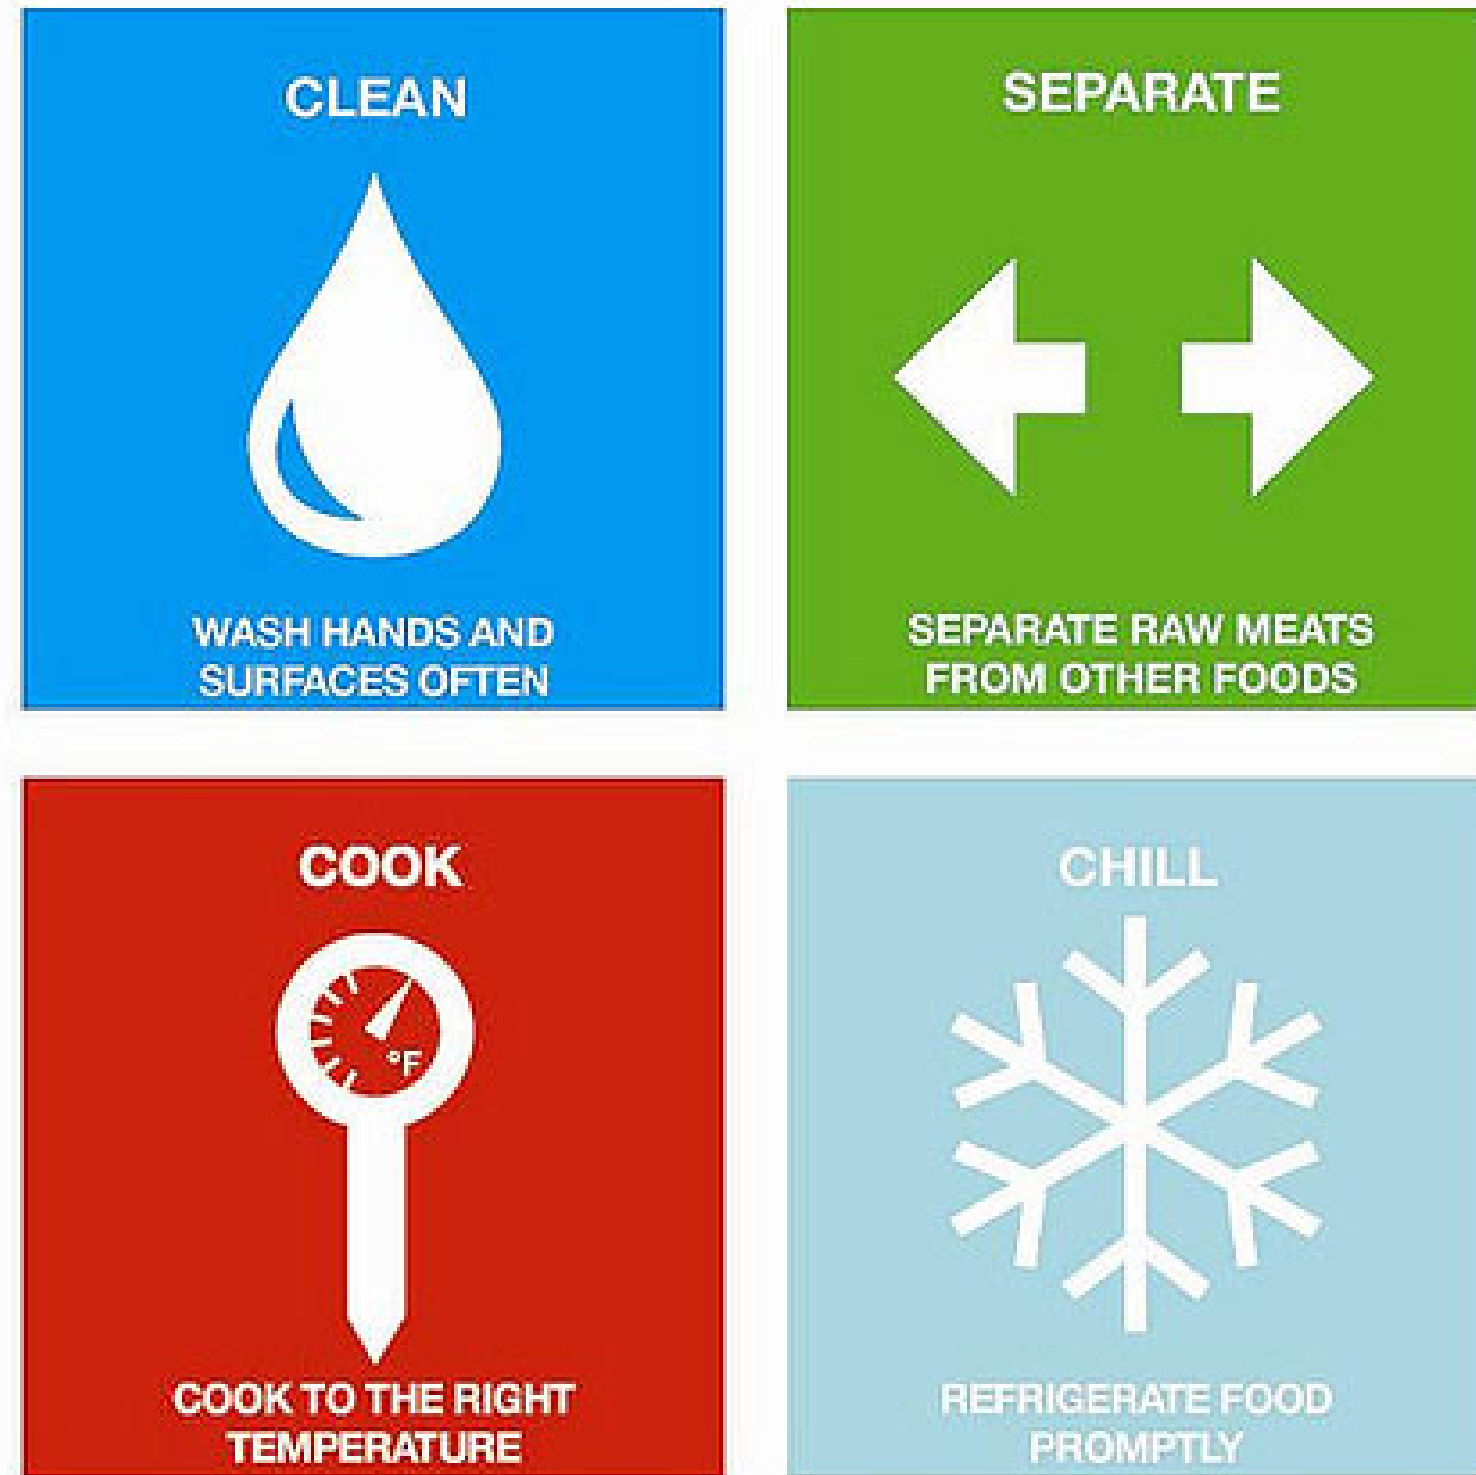 CLEAN
WASH HANDS AND
SURFACES OFTEN
SEPARATE
SEPARATE RAW MEATS
FROM OTHER FOODS
COOK
°F
COOK TO THE RIGHT
TEMPERATURE
CHILL
REFRIGERATE FOOD
PROMPTLY